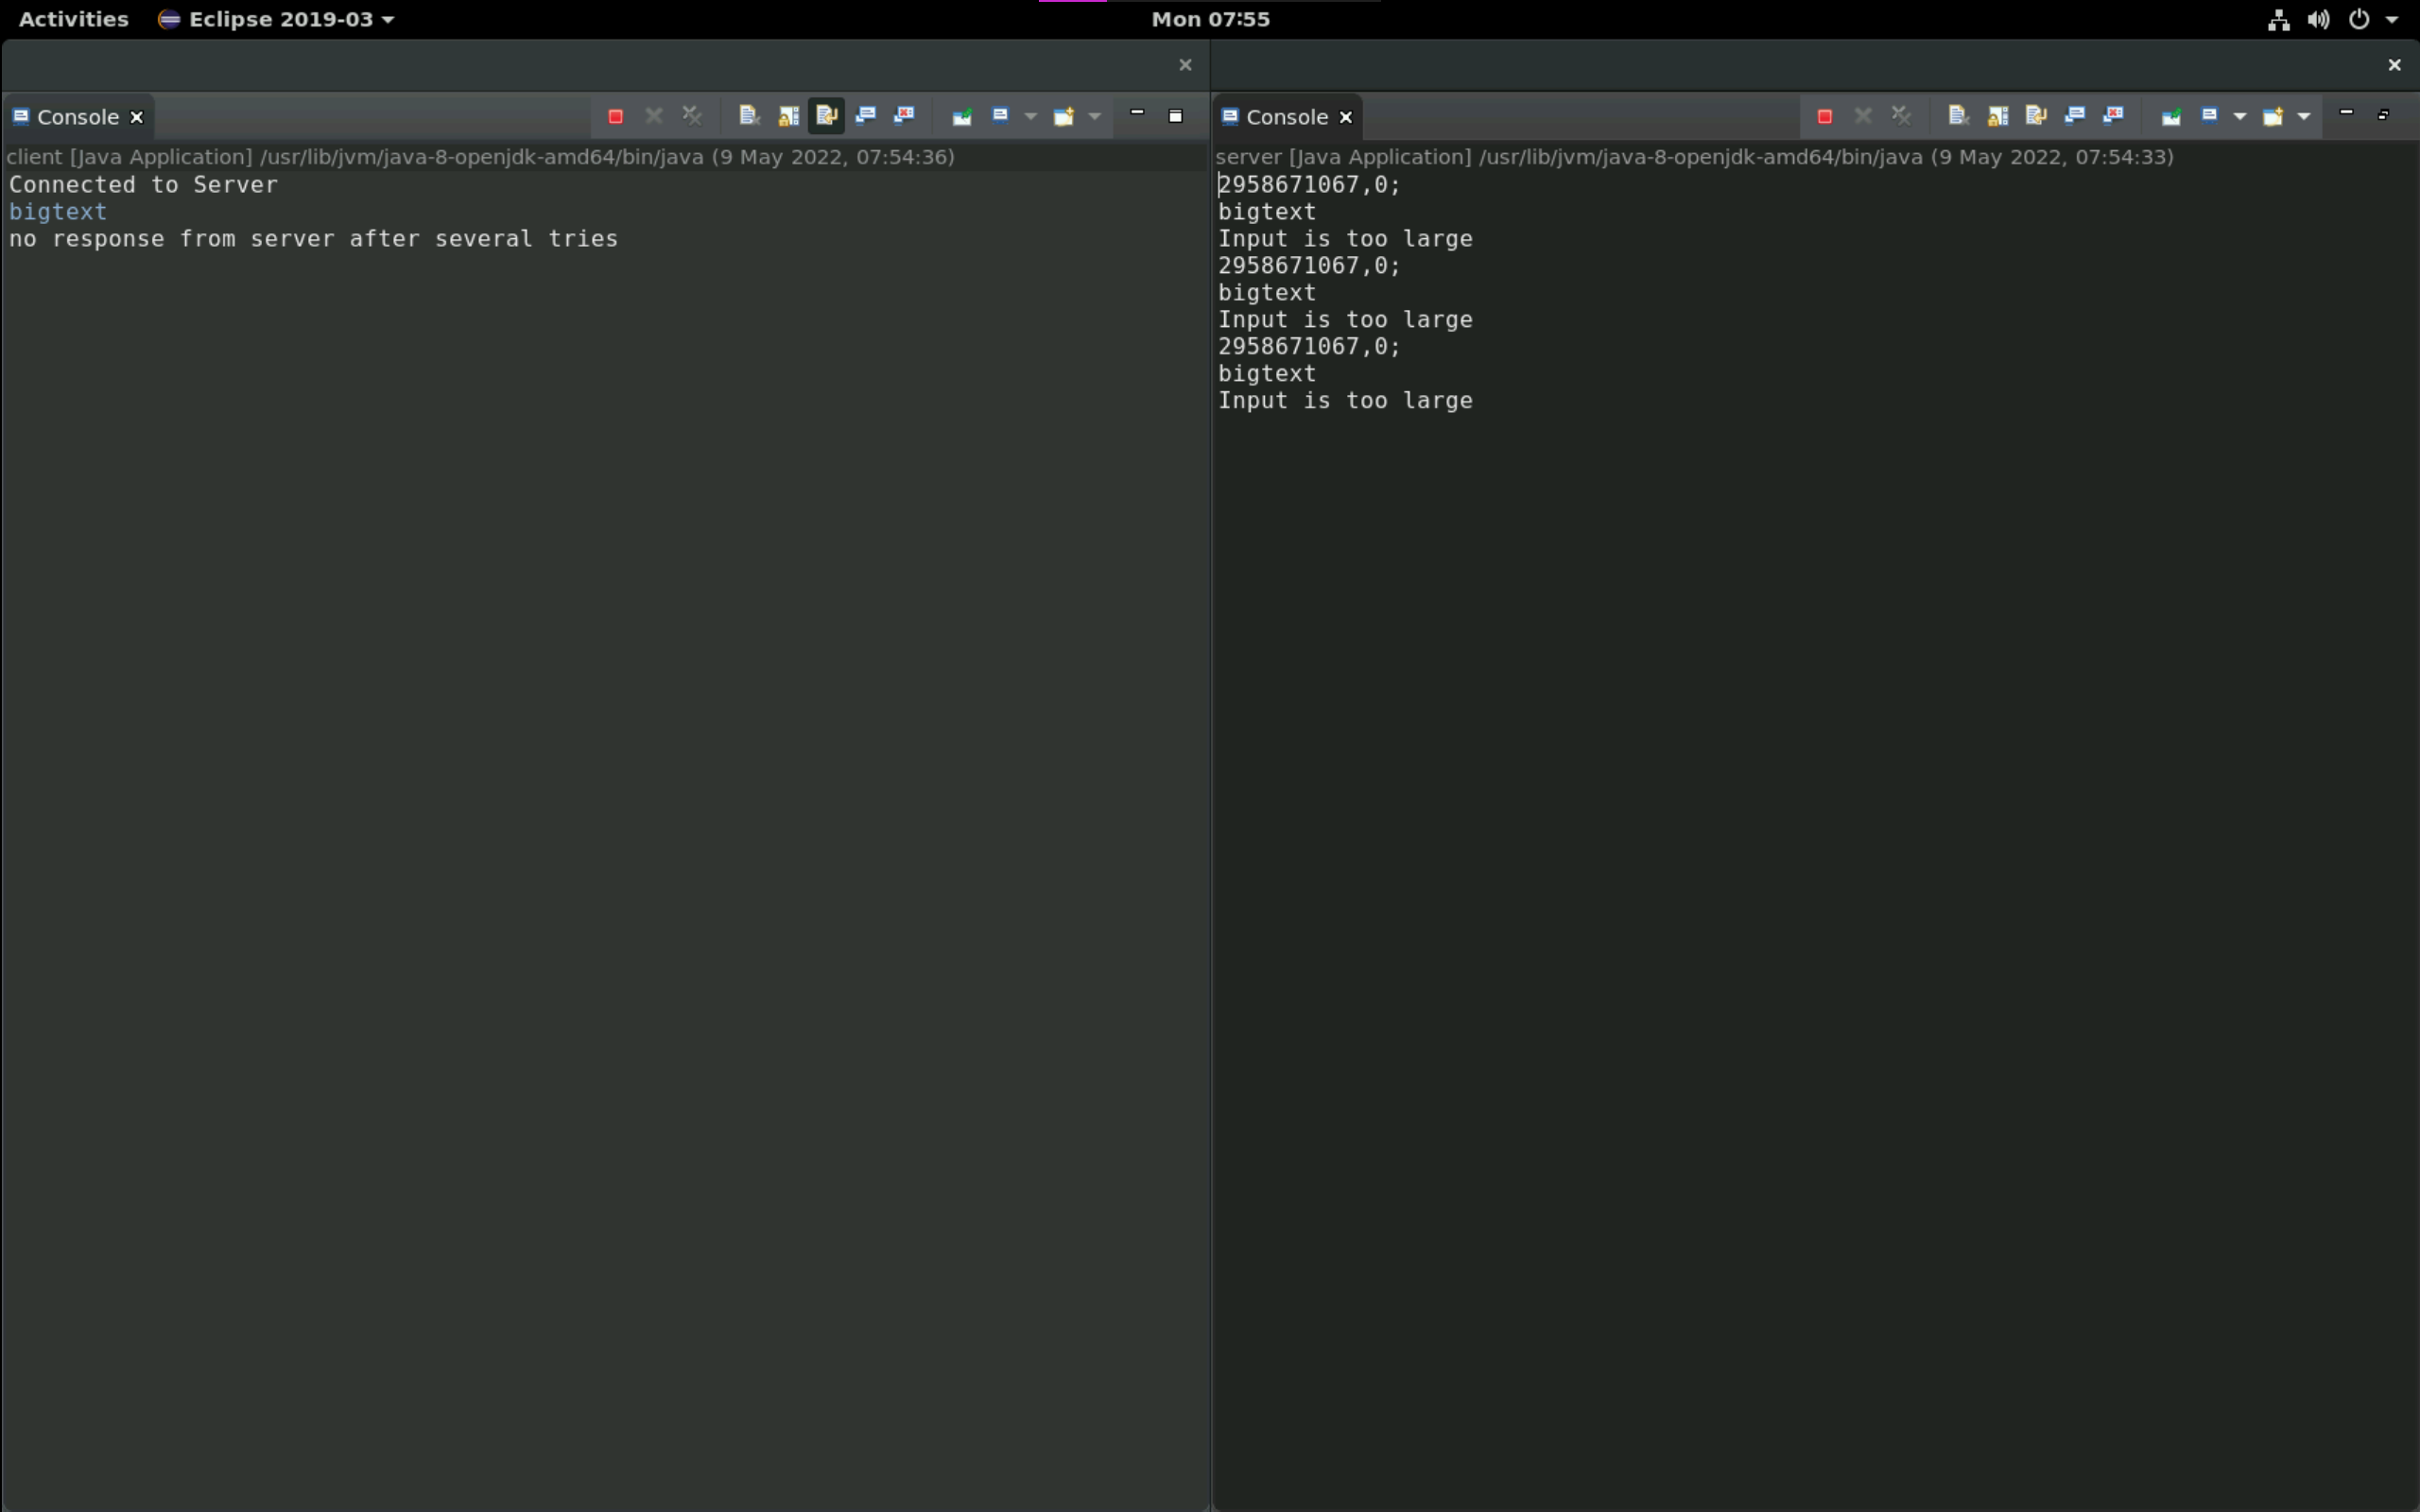 Activities Eclipse 2019-03 Mon 07:55
Console
client [Java Application] /usr/lib/jvm/java-8-openjdk-amd64/bin/java (9 May 2022, 07:54:36)
Connected to Server
bigtext
no response from server after several tries
Console
server [Java Application] /usr/lib/jvm/java-8-openjdk-amd64/bin/java (9 May 2022, 07:54:33)
2958671067,0;
bigtext
Input is too large
2958671067,0;
bigtext
Input is too large
2958671067,0;
bigtext
Input is too large